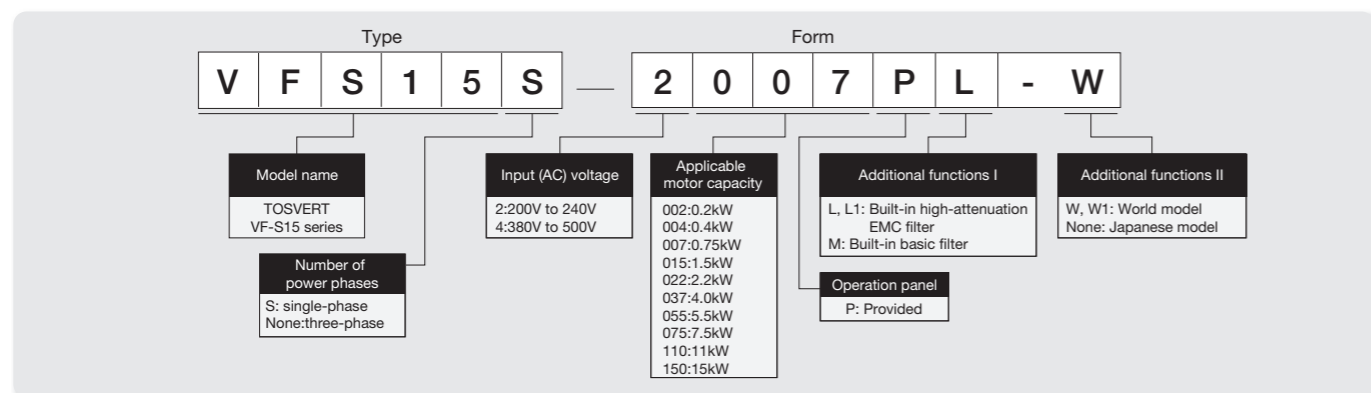 Type
Form
V F S 1 5 S — 2 0 0 7 P L - W
Model name
TOSVERT
VF-S15 series
Number of
power phases
S: single-phase
None:three-phase
Input (AC) voltage
2:200V to 240V
4:380V to 500V
Applicable
motor capacity
002:0.2kW
004:0.4kW
007:0.75kW
015:1.5kW
022:2.2kW
037:4.0kW
055:5.5kW
075:7.5kW
110:11kW
150:15kW
Additional functions I
L, L1: Built-in high-attenuation
EMC filter
M: Built-in basic filter
Operation panel
P: Provided
Additional functions II
W, W1: World model
None: Japanese model